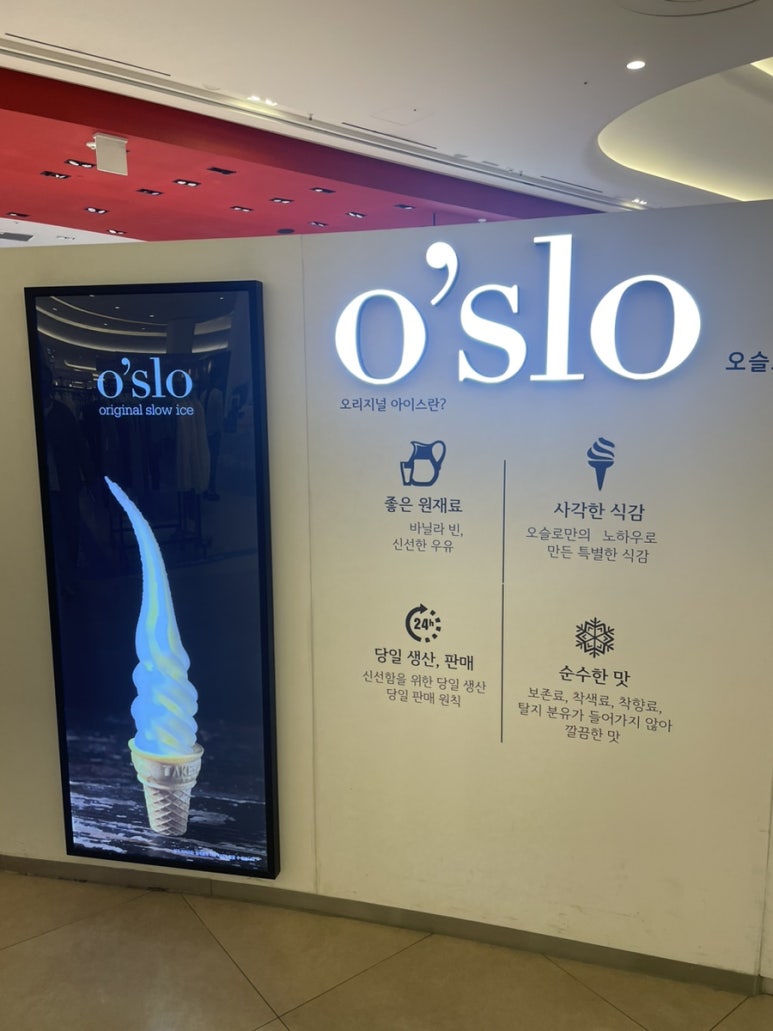 o'slo
original slow ice
TAKE
o'slo
오리지널 아이스란?
좋은 원재료
바닐라 빈,
신선한 우유
사각한 식감
오슬로만의 노하우로
만든 특별한 식감
24h
당일 생산, 판매
신선함을 위한 당일 생산
당일 판매 원칙
순수한 맛
보존료, 착색료, 착향료,
탈지 분유가 들어가지 않아
깔끔한 맛